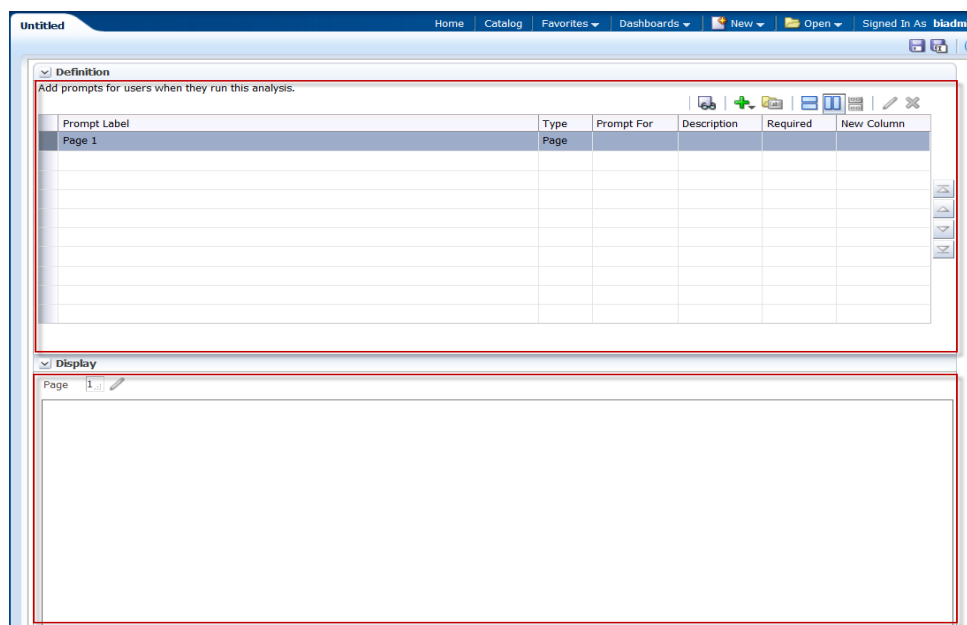 Untitled Home Catalog Favorites Dashboards New Open Signed In As biadm
Definition
Add prompts for users when they run this analysis.
Prompt Label Type Prompt For Description Required New Column
Page 1 Page
Display
Page 1